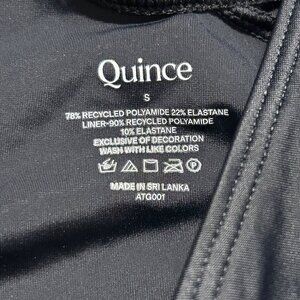 Quince
S
78% RECYCLED POLYAMIDE 22% ELASTANE
LINER-90% RECYCLED POLYAMIDE
10% ELASTANE
EXCLUSIVE OF DECORATION
WASH WITH LIKE COLORS
MADE IN SRI LANKA
ATG001